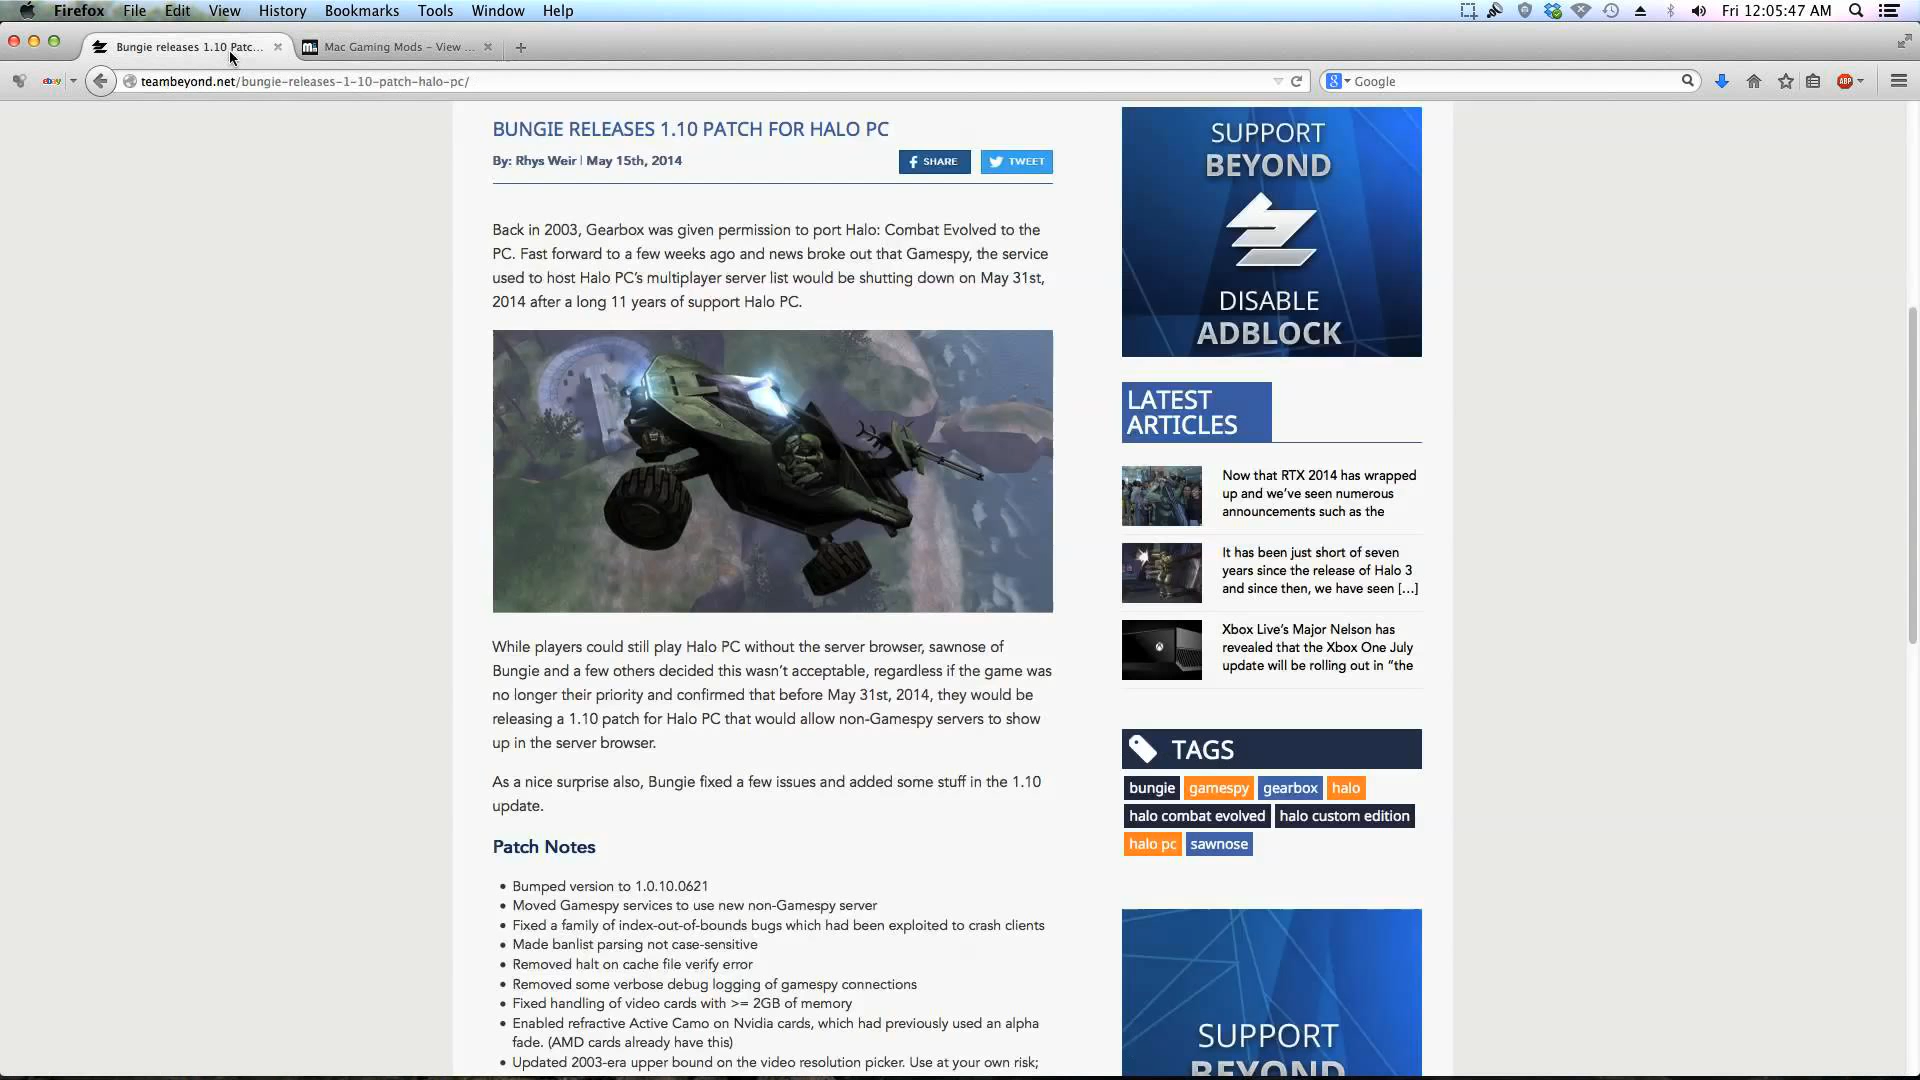 Firefox File Edit View History Bookmarks Tools Window Help Fri 12:05:47 AM
Bungie releases 1.10 Patc... Mac Gaming Mods - View ...
ebay teambeyond.net/bungie-releases-1-10-patch-halo-pc/ Google ABP
BUNGIE RELEASES 1.10 PATCH FOR HALO PC
By: Rhys Weir | May 15th, 2014
SHARE TWEET
Back in 2003, Gearbox was given permission to port Halo: Combat Evolved to the
PC. Fast forward to a few weeks ago and news broke out that Gamespy, the service
used to host Halo PC's multiplayer server list would be shutting down on May 31st,
2014 after a long 11 years of support Halo PC.
While players could still play Halo PC without the server browser, sawnose of
Bungie and a few others decided this wasn't acceptable, regardless if the game was
no longer their priority and confirmed that before May 31st, 2014, they would be
releasing a 1.10 patch for Halo PC that would allow non-Gamespy servers to show
up in the server browser.
As a nice surprise also, Bungie fixed a few issues and added some stuff in the 1.10
update.
Patch Notes
• Bumped version to 1.0.10.0621
• Moved Gamespy services to use new non-Gamespy server
• Fixed a family of index-out-of-bounds bugs which had been exploited to crash clients
• Made banlist parsing not case-sensitive
• Removed halt on cache file verify error
• Removed some verbose debug logging of gamespy connections
• Fixed handling of video cards with >= 2GB of memory
• Enabled refractive Active Camo on Nvidia cards, which had previously used an alpha
fade. (AMD cards already have this)
• Updated 2003-era upper bound on the video resolution picker. Use at your own risk;
SUPPORT
BEYOND
DISABLE
ADBLOCK
LATEST
ARTICLES
Now that RTX 2014 has wrapped
up and we've seen numerous
announcements such as the
It has been just short of seven
years since the release of Halo 3
and since then, we have seen [...]
Xbox Live's Major Nelson has
revealed that the Xbox One July
update will be rolling out in "the
TAGS
bungie gamespy gearbox halo
halo combat evolved halo custom edition
halo pc sawnose
SUPPORT
BEYOND